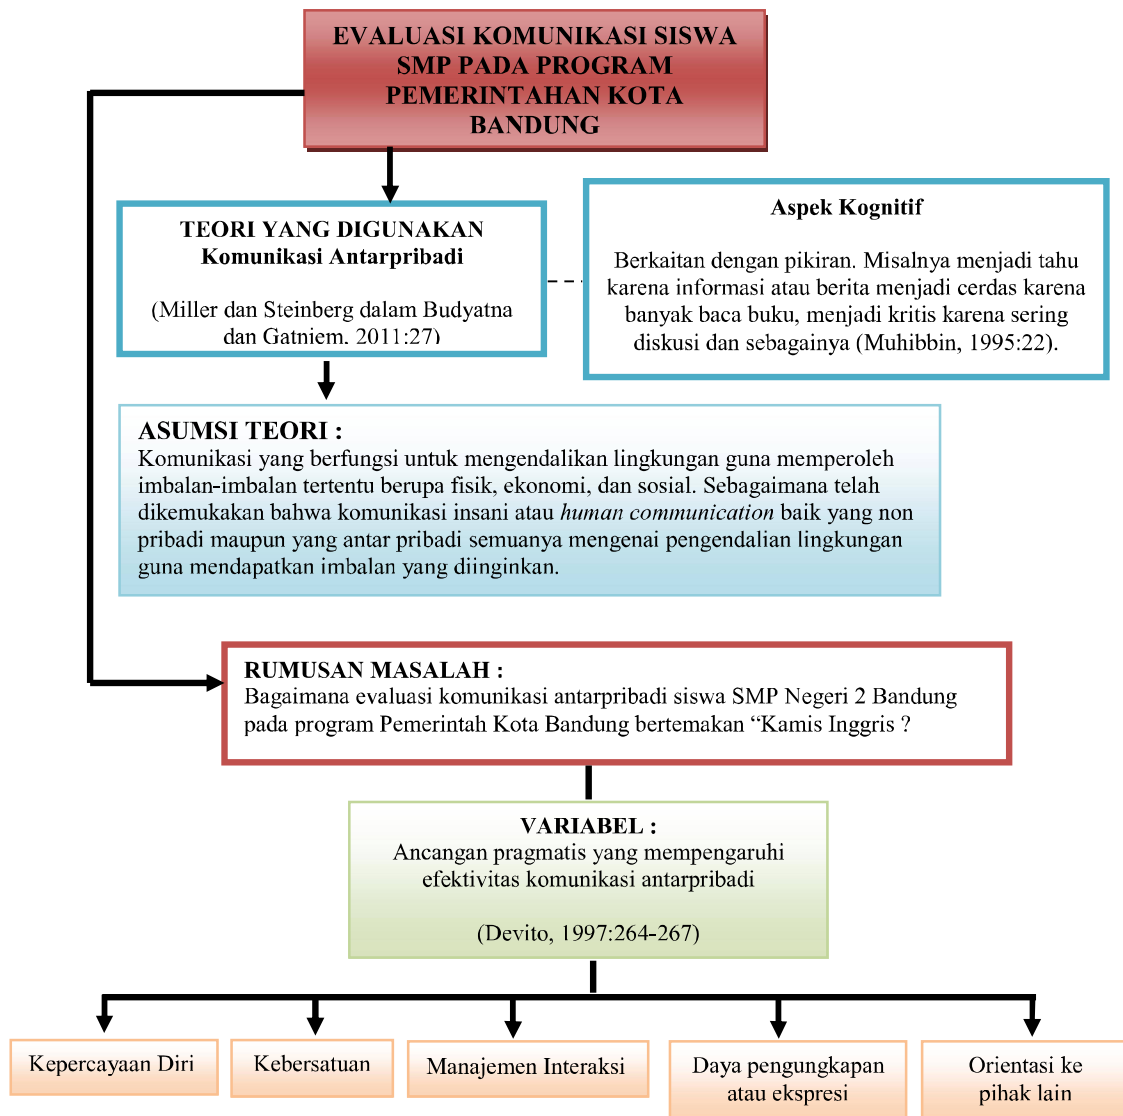 EVALUASI KOMUNIKASI SISWA
SMP PADA PROGRAM
PEMERINTAHAN KOTA
BANDUNG
TEORI YANG DIGUNAKAN
Komunikasi Antarpribadi
(Miller dan Steinberg dalam Budyatna
dan Gatniem. 2011:27)
Aspek Kognitif
Berkaitan dengan pikiran. Misalnya menjadi tahu
karena informasi atau berita menjadi cerdas karena
banyak baca buku, menjadi kritis karena sering
diskusi dan sebagainya (Muhibbin, 1995:22).
ASUMSI TEORI :
Komunikasi yang berfungsi untuk mengendalikan lingkungan guna memperoleh
imbalan-imbalan tertentu berupa fisik, ekonomi, dan sosial. Sebagaimana telah
dikemukakan bahwa komunikasi insani atau human communication baik yang non
pribadi maupun yang antar pribadi semuanya mengenai pengendalian lingkungan
guna mendapatkan imbalan yang diinginkan.
RUMUSAN MASALAH :
Bagaimana evaluasi komunikasi antarpribadi siswa SMP Negeri 2 Bandung
pada program Pemerintah Kota Bandung bertemakan “Kamis Inggris ?
VARIABEL :
Ancangan pragmatis yang mempengaruhi
efektivitas komunikasi antarpribadi
(Devito, 1997:264-267)
Kepercayaan Diri
Kebersatuan
Manajemen Interaksi
Daya pengungkapan
atau ekspresi
Orientasi ke
pihak lain